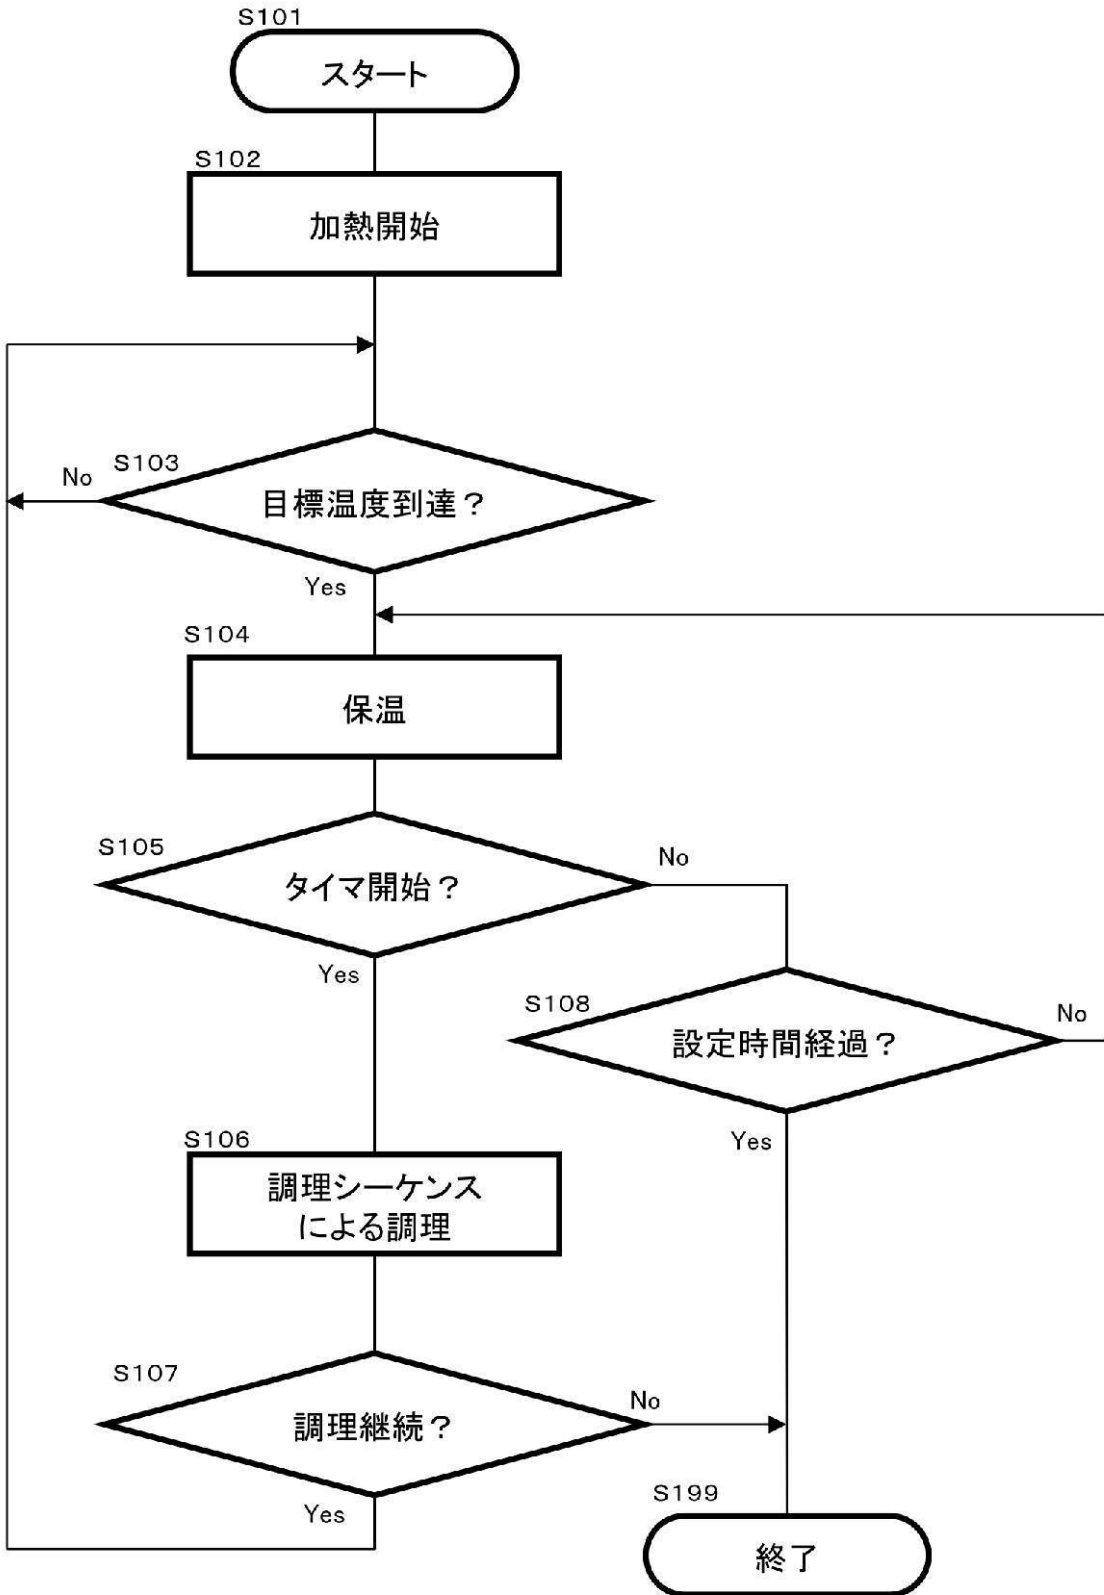 S101
スタート
S102
加熱開始
S103
No
目標温度到達？
Yes
S104
保温
S105
No
タイマ開始？
Yes
S108
No
設定時間経過？
Yes
S106
調理シーケンス
による調理
S107
No
調理継続？
Yes
S199
終了